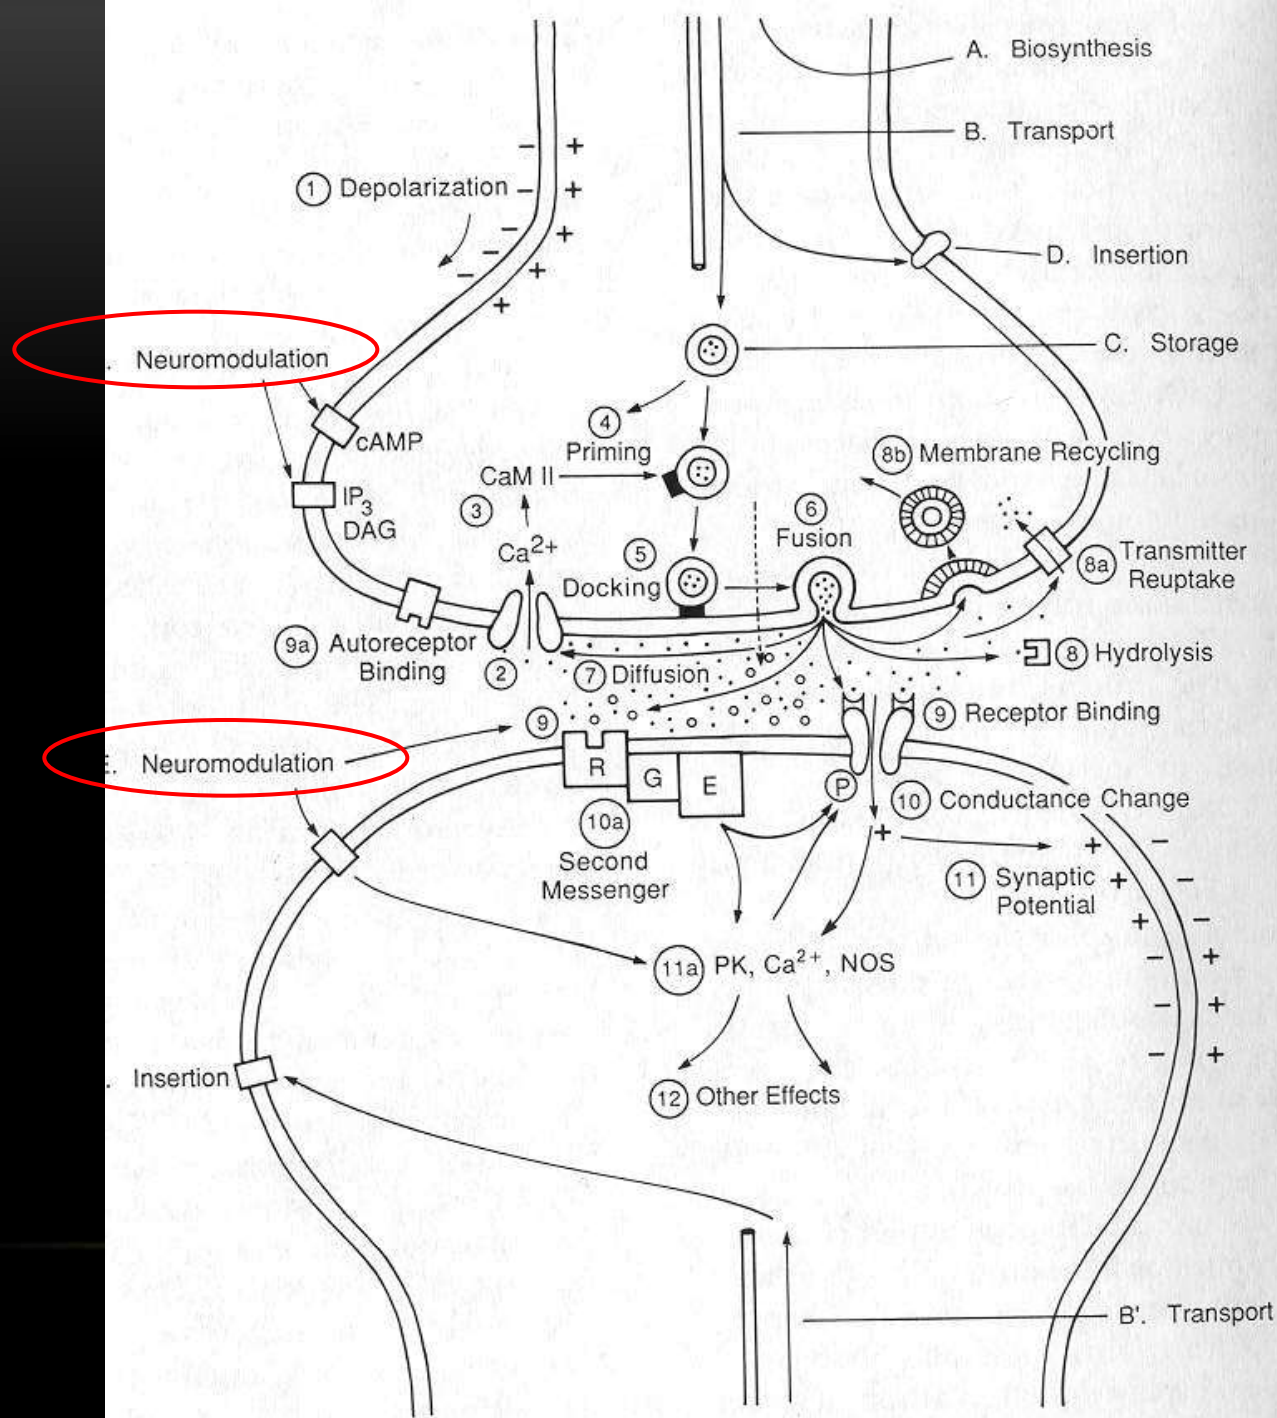 A. Biosynthesis
B. Transport
1 Depolarization
D. Insertion
C. Storage
. Neuromodulation
cAMP
IP3
DAG
4
Priming
CaM II
3
Ca2+
5
Docking
6
Fusion
8b Membrane Recycling
8a Transmitter
Reuptake
9a Autoreceptor
Binding
2
7 Diffusion
8 Hydrolysis
9
9 Receptor Binding
E. Neuromodulation
R
G
E
P
10 Conductance Change
10a
Second
Messenger
11 Synaptic
Potential
11a PK, Ca2+, NOS
. Insertion
12 Other Effects
B'. Transport